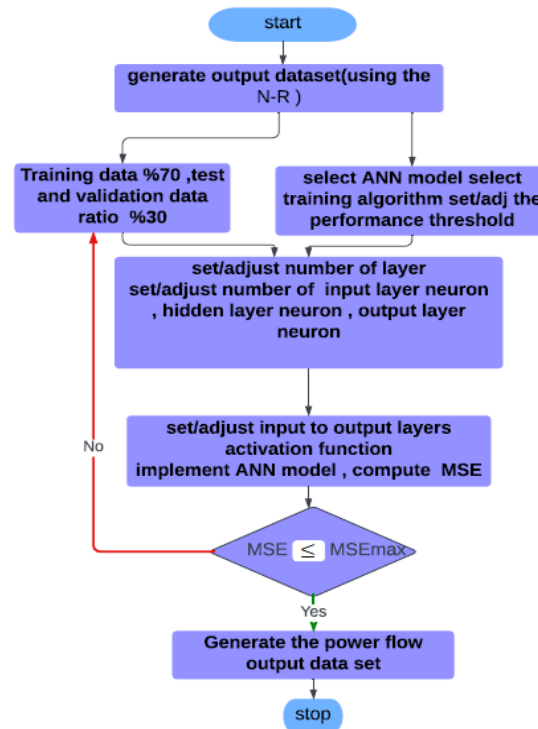 start
generate output dataset(using the
N-R )
Training data %70 ,test
and validation data
ratio %30
select ANN model select
training algorithm set/adj the
performance threshold
set/adjust number of layer
set/adjust number of input layer neuron
, hidden layer neuron , output layer
neuron
set/adjust input to output layers
activation function
implement ANN model , compute MSE
No
MSE ≤ MSEmax
Yes
Generate the power flow
output data set
stop